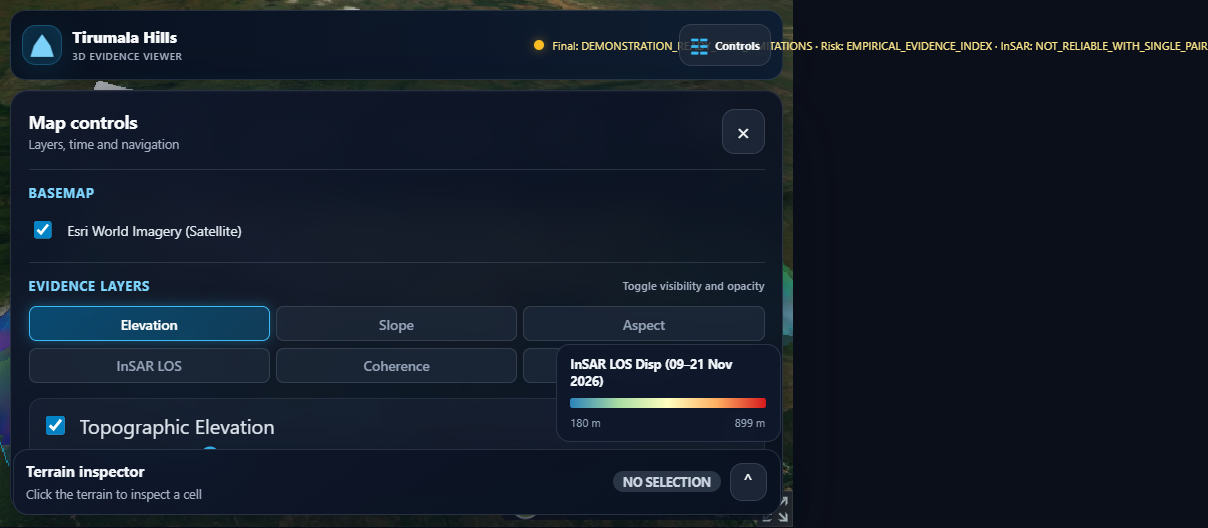 Tirumala Hills
3D EVIDENCE VIEWER
Final: DEMONSTRATION_
Controls
ITATIONS · Risk: EMPIRICAL_EVIDENCE_INDEX · InSAR: NOT_RELIABLE_WITH_SINGLE_PAIR
Map controls
Layers, time and navigation
×
BASEMAP
Esri World Imagery (Satellite)
EVIDENCE LAYERS
Toggle visibility and opacity
Elevation
Slope
Aspect
InSAR LOS
Coherence
InSAR LOS Disp (09–21 Nov
2026)
180 m
899 m
Topographic Elevation
Terrain inspector
Click the terrain to inspect a cell
NO SELECTION
^